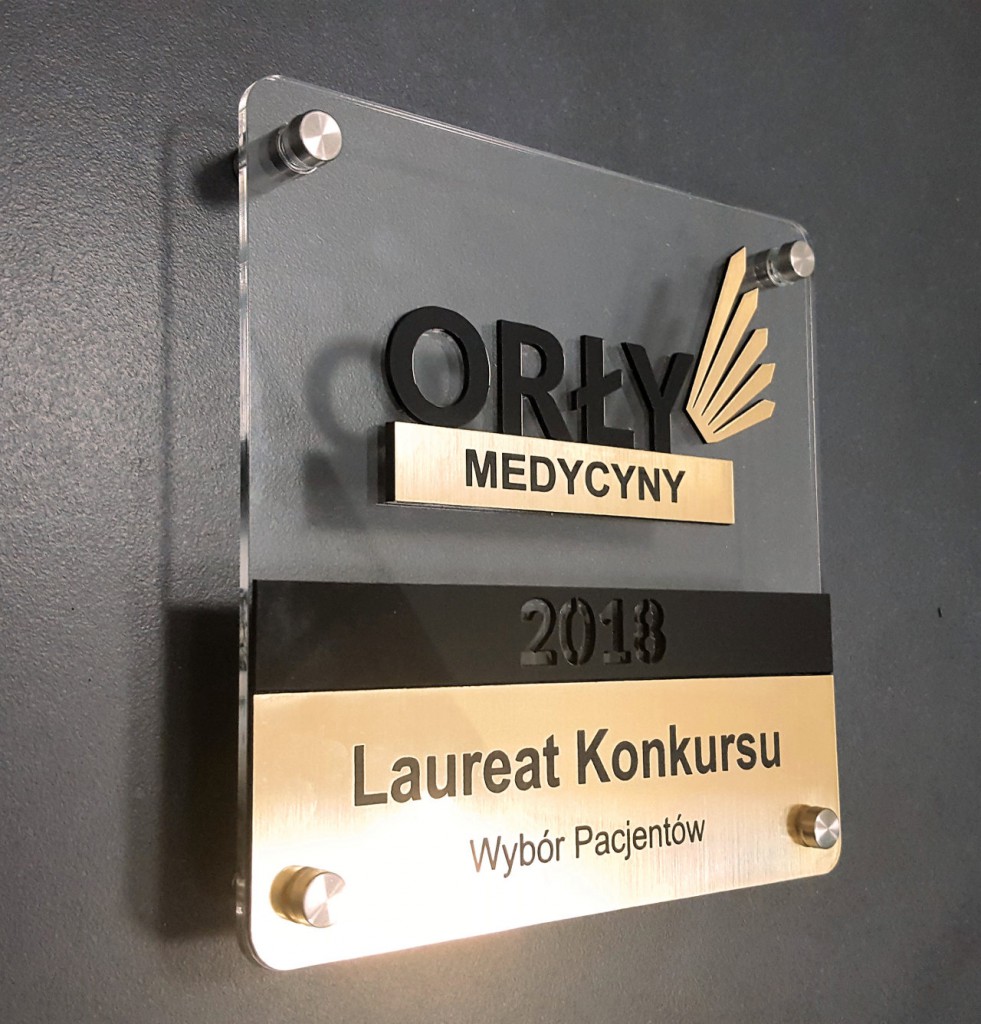 ORŁY
MEDYCYNY
2018
Laureat Konkursu
Wybór Pacjentów